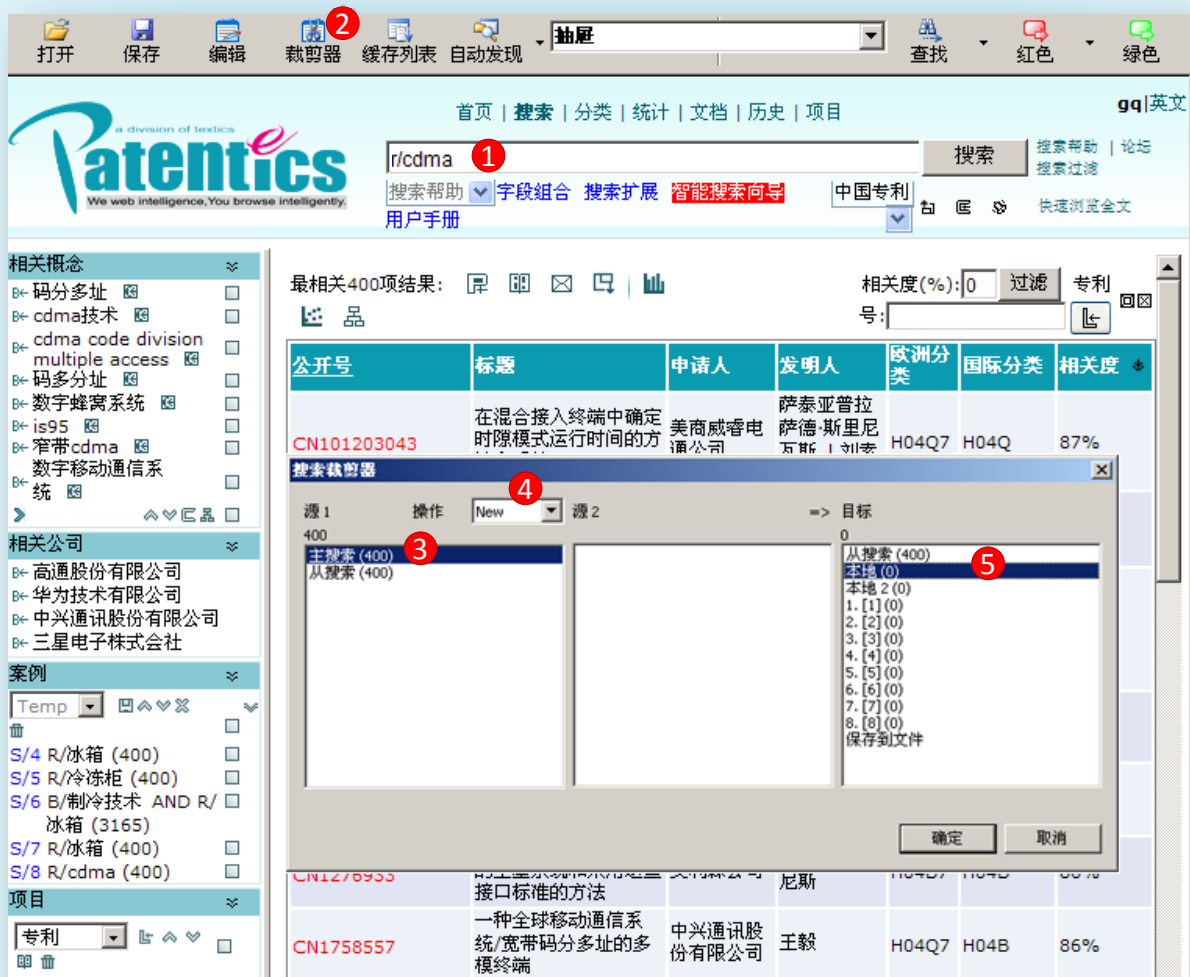 打开 保存 编辑 裁剪器 2 缓存列表 自动发现 抽屉 查找 红色 绿色
首页 | 搜索 | 分类 | 统计 | 文档 | 历史 | 项目
gq|英文
a division of textics
Patentics
We web intelligence,You browse intelligently.
r/cdma 1 搜索
搜索帮助 | 论坛
搜索过滤
搜索帮助 字段组合 搜索扩展 智能搜索向导 中国专利
用户手册
快速浏览全文
相关概念
码分多址
cdma技术
cdma code division
multiple access
码多分址
数字蜂窝系统
is95
窄带cdma
数字移动通信系
统
相关公司
高通股份有限公司
华为技术有限公司
中兴通讯股份有限公司
三星电子株式会社
案例
Temp
S/4 R/冰箱 (400)
S/5 R/冷冻柜 (400)
S/6 B/制冷技术 AND R/
冰箱 (3165)
S/7 R/冰箱 (400)
S/8 R/cdma (400)
项目
专利
最相关400项结果:
相关度(%): 0 过滤 专利
号:
公开号 标题 申请人 发明人 欧洲分类 国际分类 相关度
CN101203043 在混合接入终端中确定 美商威睿电 萨泰亚普拉 H04Q7 H04Q 87%
时隙模式运行时间的方 通公司 萨德·斯里尼
搜索裁剪器
源 1 操作 New 4 源 2 => 目标
400 0
主搜索 (400) 3
从搜索 (400)
从搜索 (400)
本地 (0) 5
本地 2 (0)
1. [1] (0)
2. [2] (0)
3. [3] (0)
4. [4] (0)
5. [5] (0)
6. [6] (0)
7. [7] (0)
8. [8] (0)
保存到文件
确定 取消
CN1276933
接口标准的方法 尼斯
CN1758557 一种全球移动通信系 中兴通讯股 王毅 H04Q7 H04B 86%
统/宽带码分多址的多 份有限公司
模终端